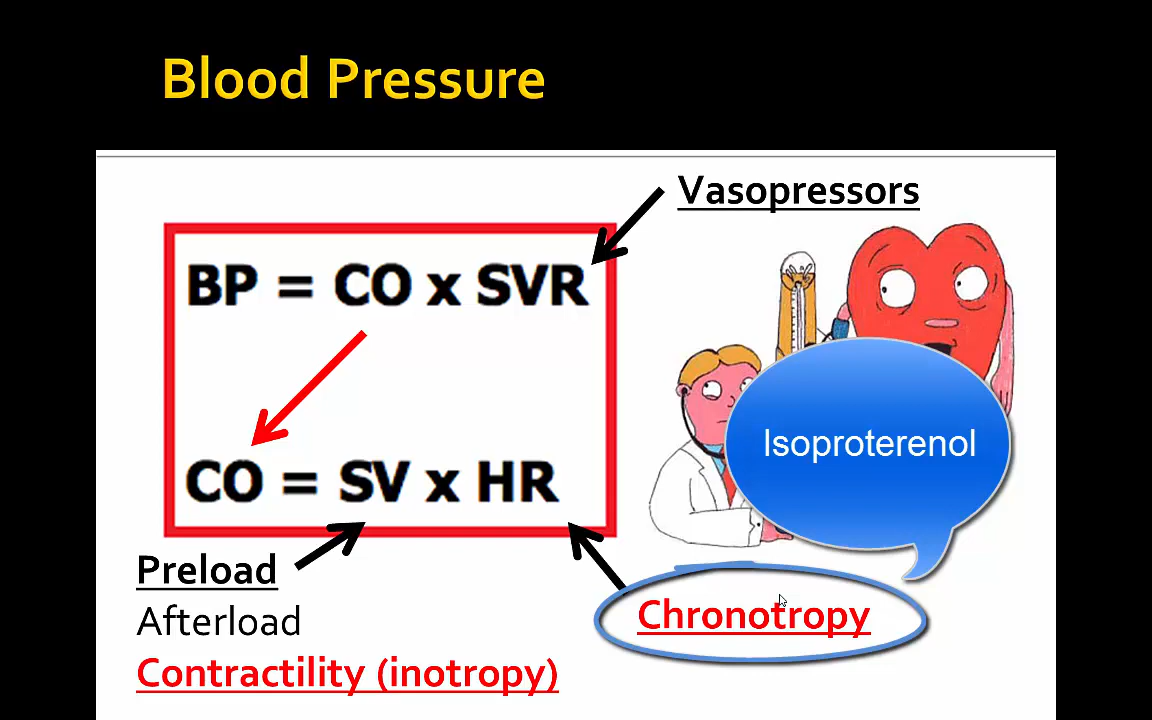 Blood Pressure
Vasopressors
BP = CO x SVR
Isoproterenol
CO = SV x HR
Preload
Afterload
Chronotropy
Contractility (inotropy)